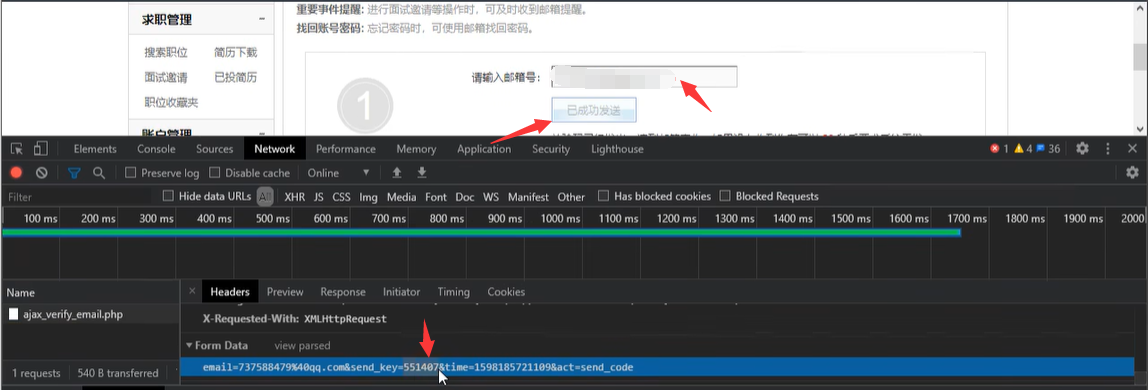 求职管理 −
重要事件提醒: 进行面试邀请等操作时，可及时收到邮箱提醒。
找回账号密码: 忘记密码时，可使用邮箱找回密码。
搜索职位 简历下载
面试邀请 已投简历
职位收藏夹
账户管理 −
1
请输入邮箱号：
已成功发送
Elements Console Sources Network Performance Memory Application Security Lighthouse 1 4 36
Preserve log Disable cache Online
Filter Hide data URLs All XHR JS CSS Img Media Font Doc WS Manifest Other Has blocked cookies Blocked Requests
100 ms 200 ms 300 ms 400 ms 500 ms 600 ms 700 ms 800 ms 900 ms 1000 ms 1100 ms 1200 ms 1300 ms 1400 ms 1500 ms 1600 ms 1700 ms 1800 ms 1900 ms 2000
Name × Headers Preview Response Initiator Timing Cookies
ajax_verify_email.php
X-Requested-With: XMLHttpRequest
Form Data view parsed
email=737588479%40qq.com&send_key=551407&time=1598185721109&act=send_code
1 requests 540 B transferred